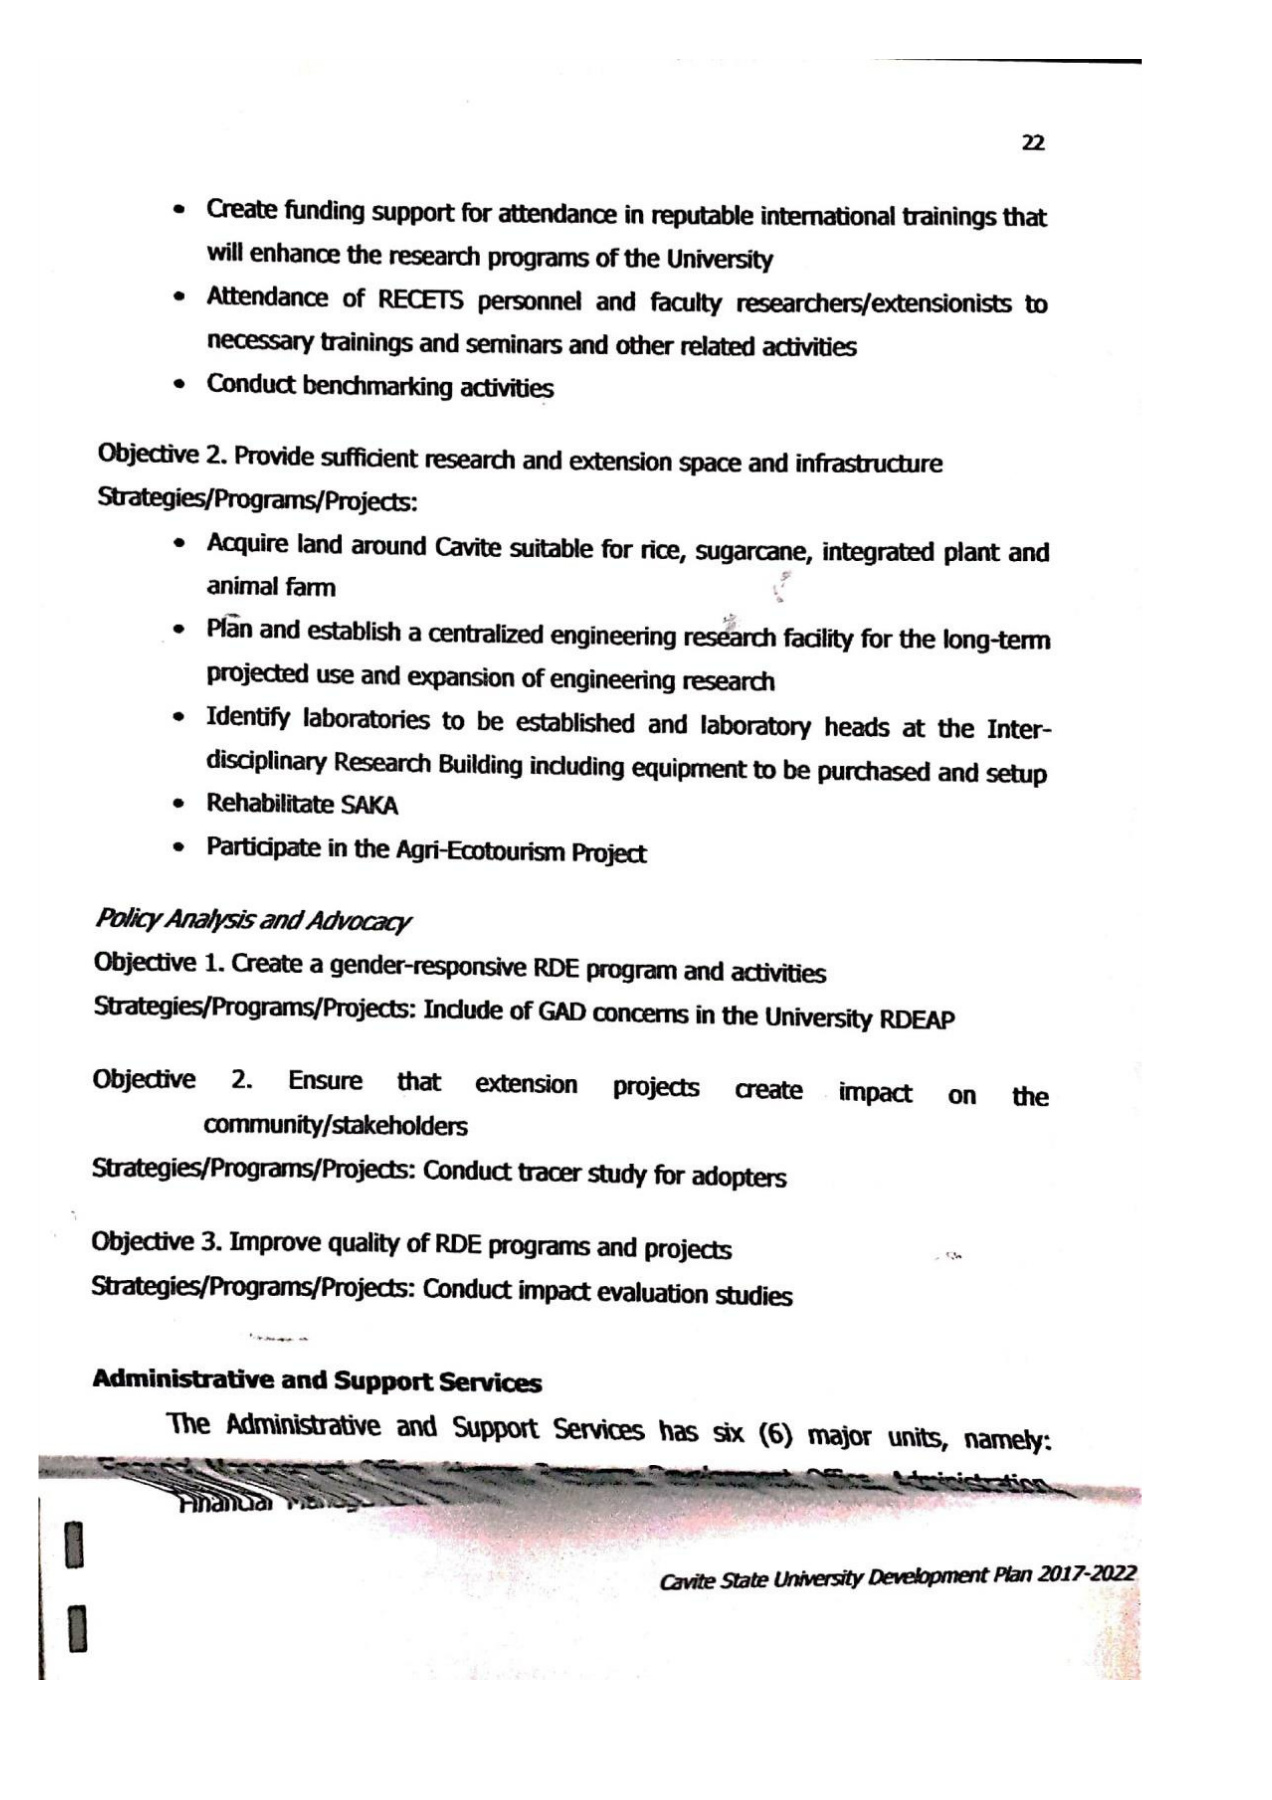 22
• Create funding support for attendance in reputable international trainings that
will enhance the research programs of the University
• Attendance of RECETS personnel and faculty researchers/extensionists to
necessary trainings and seminars and other related activities
• Conduct benchmarking activities
Objective 2. Provide sufficient research and extension space and infrastructure
Strategies/Programs/Projects:
• Acquire land around Cavite suitable for rice, sugarcane, integrated plant and
animal farm
• Plan and establish a centralized engineering research facility for the long-term
projected use and expansion of engineering research
• Identify laboratories to be established and laboratory heads at the Inter-
disciplinary Research Building including equipment to be purchased and setup
• Rehabilitate SAKA
• Participate in the Agri-Ecotourism Project
Policy Analysis and Advocacy
Objective 1. Create a gender-responsive RDE program and activities
Strategies/Programs/Projects: Include of GAD concerns in the University RDEAP
Objective 2. Ensure that extension projects create impact on the
community/stakeholders
Strategies/Programs/Projects: Conduct tracer study for adopters
Objective 3. Improve quality of RDE programs and projects
Strategies/Programs/Projects: Conduct impact evaluation studies
Administrative and Support Services
The Administrative and Support Services has six (6) major units, namely:
Office Administration
Financial
Cavite State University Development Plan 2017-2022